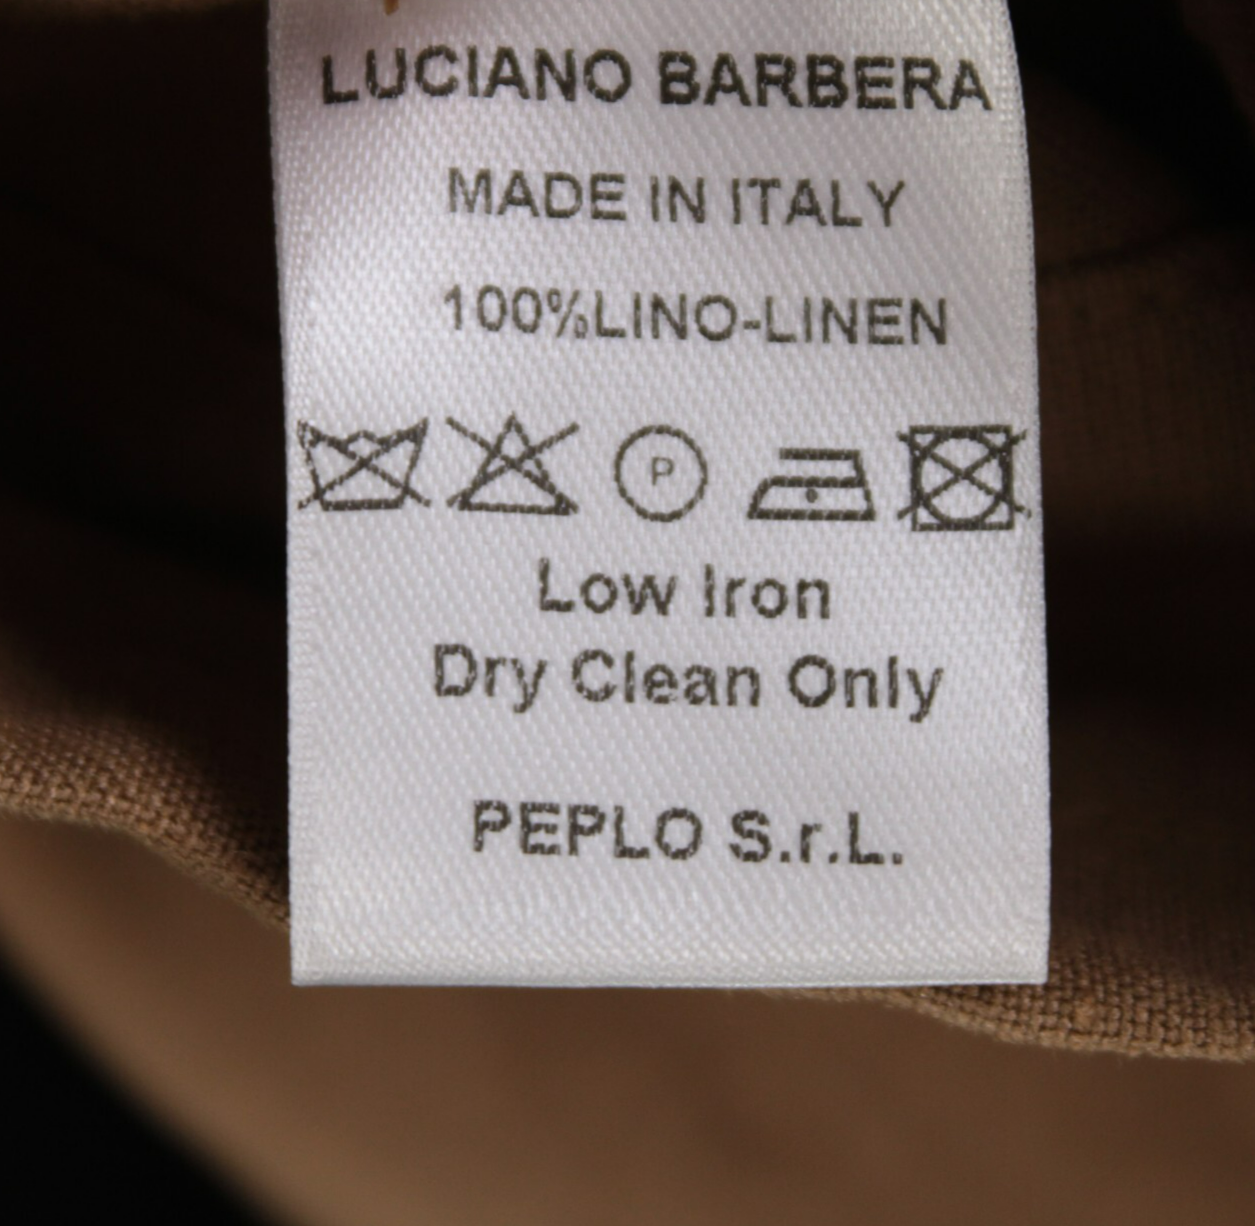 LUCIANO BARBERA
MADE IN ITALY
100%LINO-LINEN
P
Low Iron
Dry Clean Only
PEPLO S.r.L.